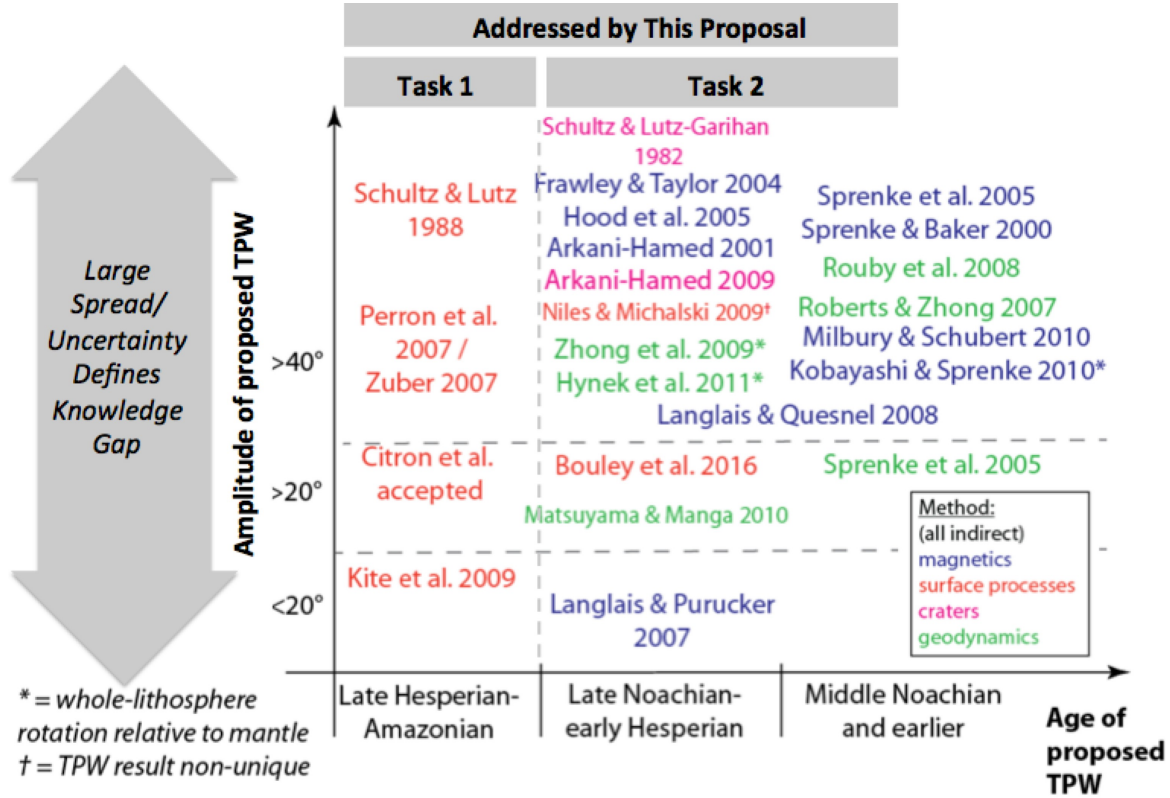 Addressed by This Proposal
Task 1
Task 2
Large
Spread/
Uncertainty
Defines
Knowledge
Gap
Amplitude of proposed TPW
>40°
>20°
<20°
Schultz & Lutz
1988
Perron et al.
2007 /
Zuber 2007
Citron et al.
accepted
Kite et al. 2009
Schultz & Lutz-Garihan
1982
Frawley & Taylor 2004
Hood et al. 2005
Arkani-Hamed 2001
Arkani-Hamed 2009
Niles & Michalski 2009†
Zhong et al. 2009*
Hynek et al. 2011*
Langlais & Quesnel 2008
Bouley et al. 2016
Matsuyama & Manga 2010
Langlais & Purucker
2007
Sprenke et al. 2005
Sprenke & Baker 2000
Rouby et al. 2008
Roberts & Zhong 2007
Milbury & Schubert 2010
Kobayashi & Sprenke 2010*
Sprenke et al. 2005
Method:
(all indirect)
magnetics
surface processes
craters
geodynamics
Late Hesperian-
Amazonian
Late Noachian-
early Hesperian
Middle Noachian
and earlier
Age of
proposed
TPW
* = whole-lithosphere
rotation relative to mantle
† = TPW result non-unique